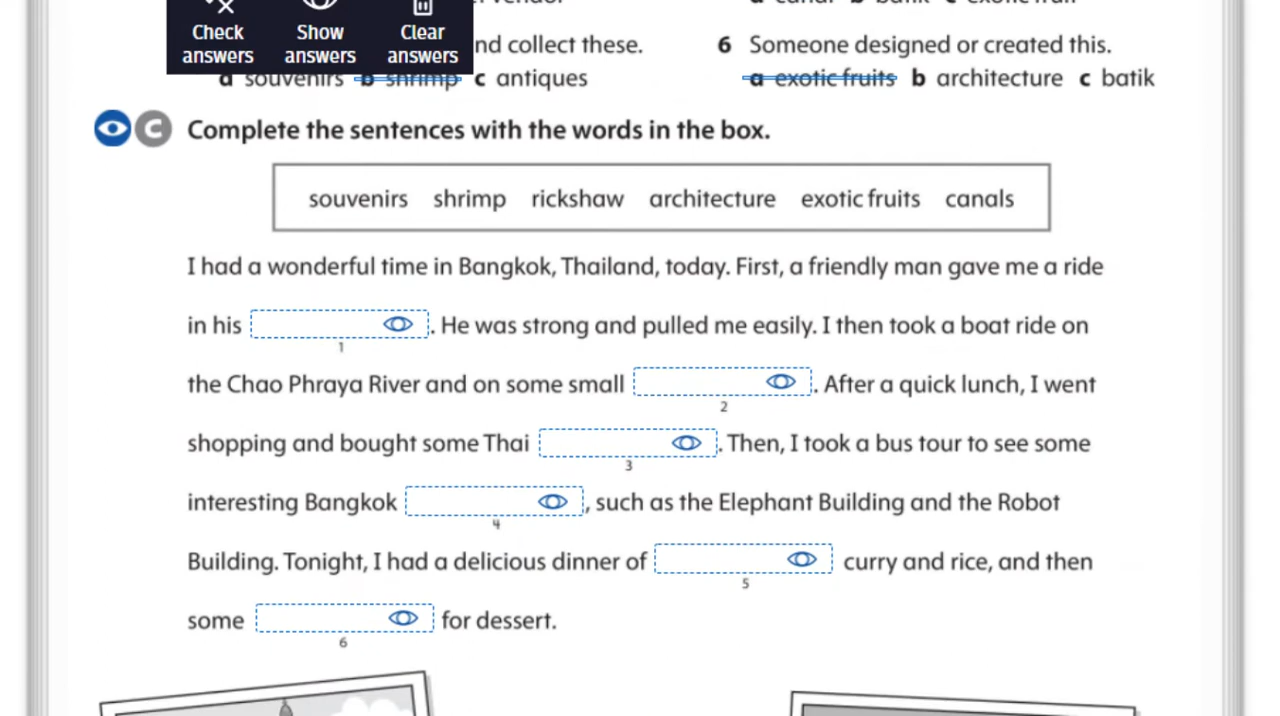 Check answers
Show answers
Clear answers
nd collect these.
a souvenirs b shrimp c antiques
6 Someone designed or created this.
a exotic fruits b architecture c batik
C Complete the sentences with the words in the box.
souvenirs shrimp rickshaw architecture exotic fruits canals
I had a wonderful time in Bangkok, Thailand, today. First, a friendly man gave me a ride
in his . He was strong and pulled me easily. I then took a boat ride on
1
the Chao Phraya River and on some small . After a quick lunch, I went
2
shopping and bought some Thai . Then, I took a bus tour to see some
3
interesting Bangkok , such as the Elephant Building and the Robot
4
Building. Tonight, I had a delicious dinner of curry and rice, and then
5
some for dessert.
6